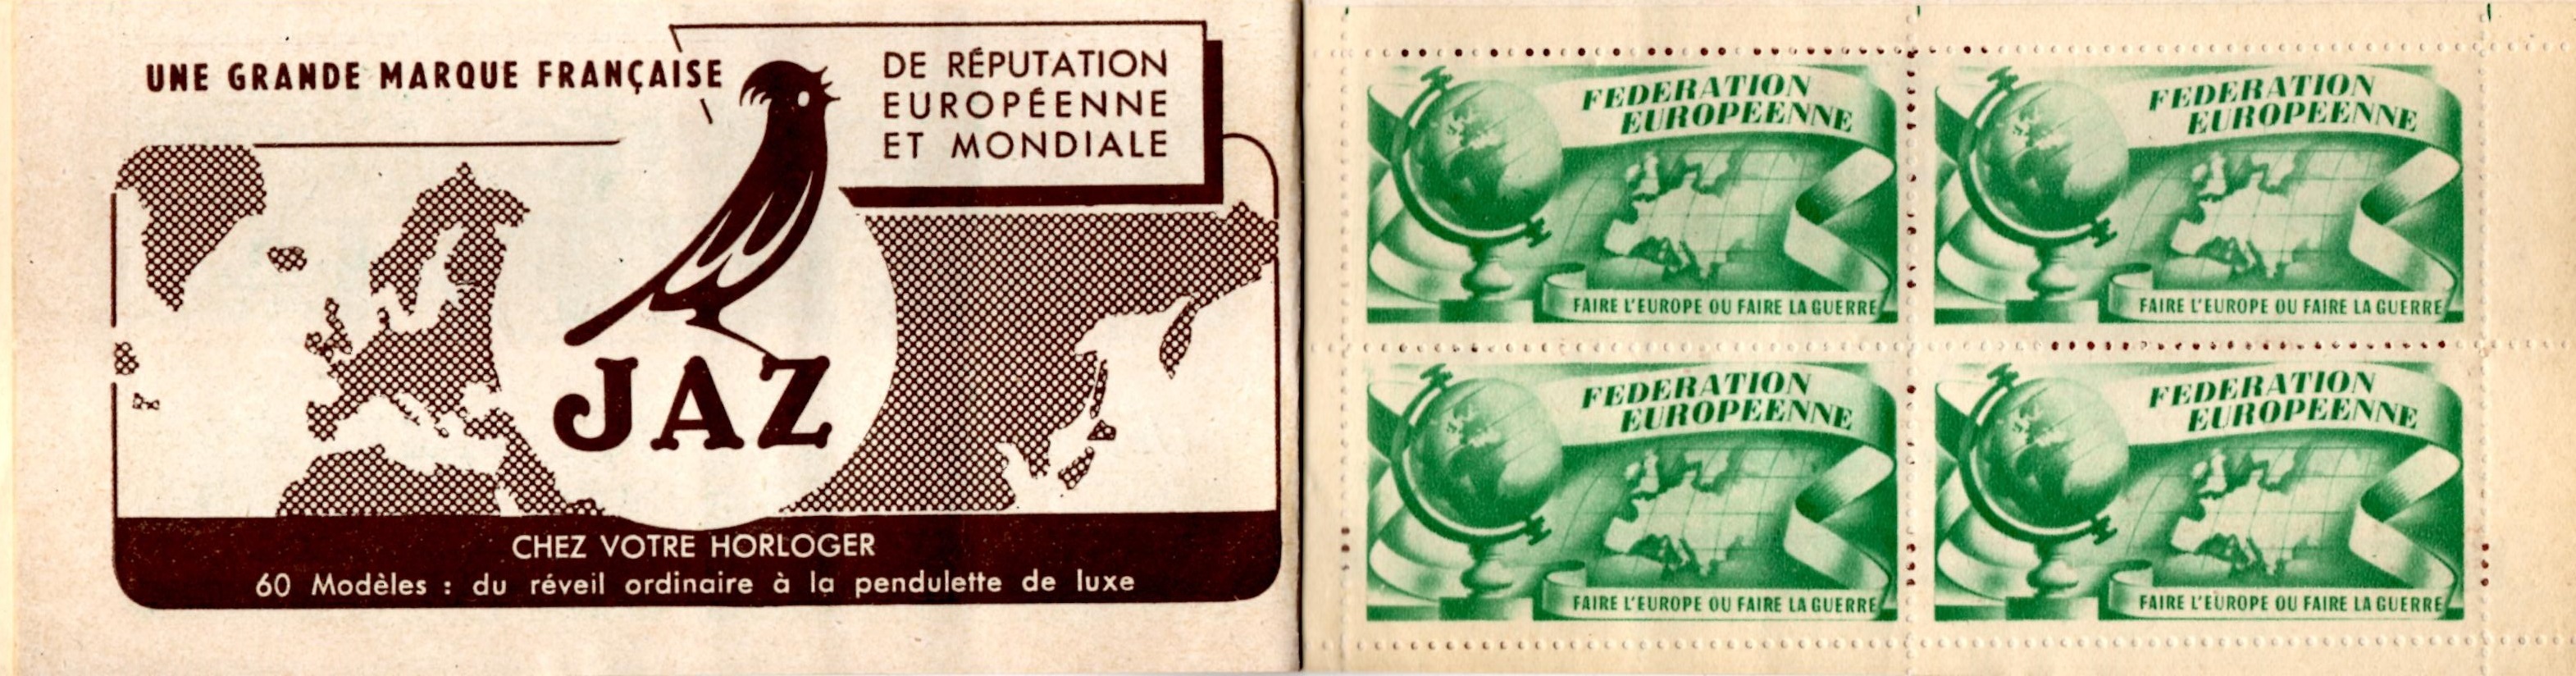 UNE GRANDE MARQUE FRANÇAISE
DE RÉPUTATION
EUROPÉENNE
ET MONDIALE
JAZ
CHEZ VOTRE HORLOGER
60 Modèles : du réveil ordinaire à la pendulette de luxe
FEDERATION
EUROPEENNE
FAIRE L'EUROPE OU FAIRE LA GUERRE
FEDERATION
EUROPEENNE
FAIRE L'EUROPE OU FAIRE LA GUERRE
FEDERATION
EUROPEENNE
FAIRE L'EUROPE OU FAIRE LA GUERRE
FEDERATION
EUROPEENNE
FAIRE L'EUROPE OU FAIRE LA GUERRE